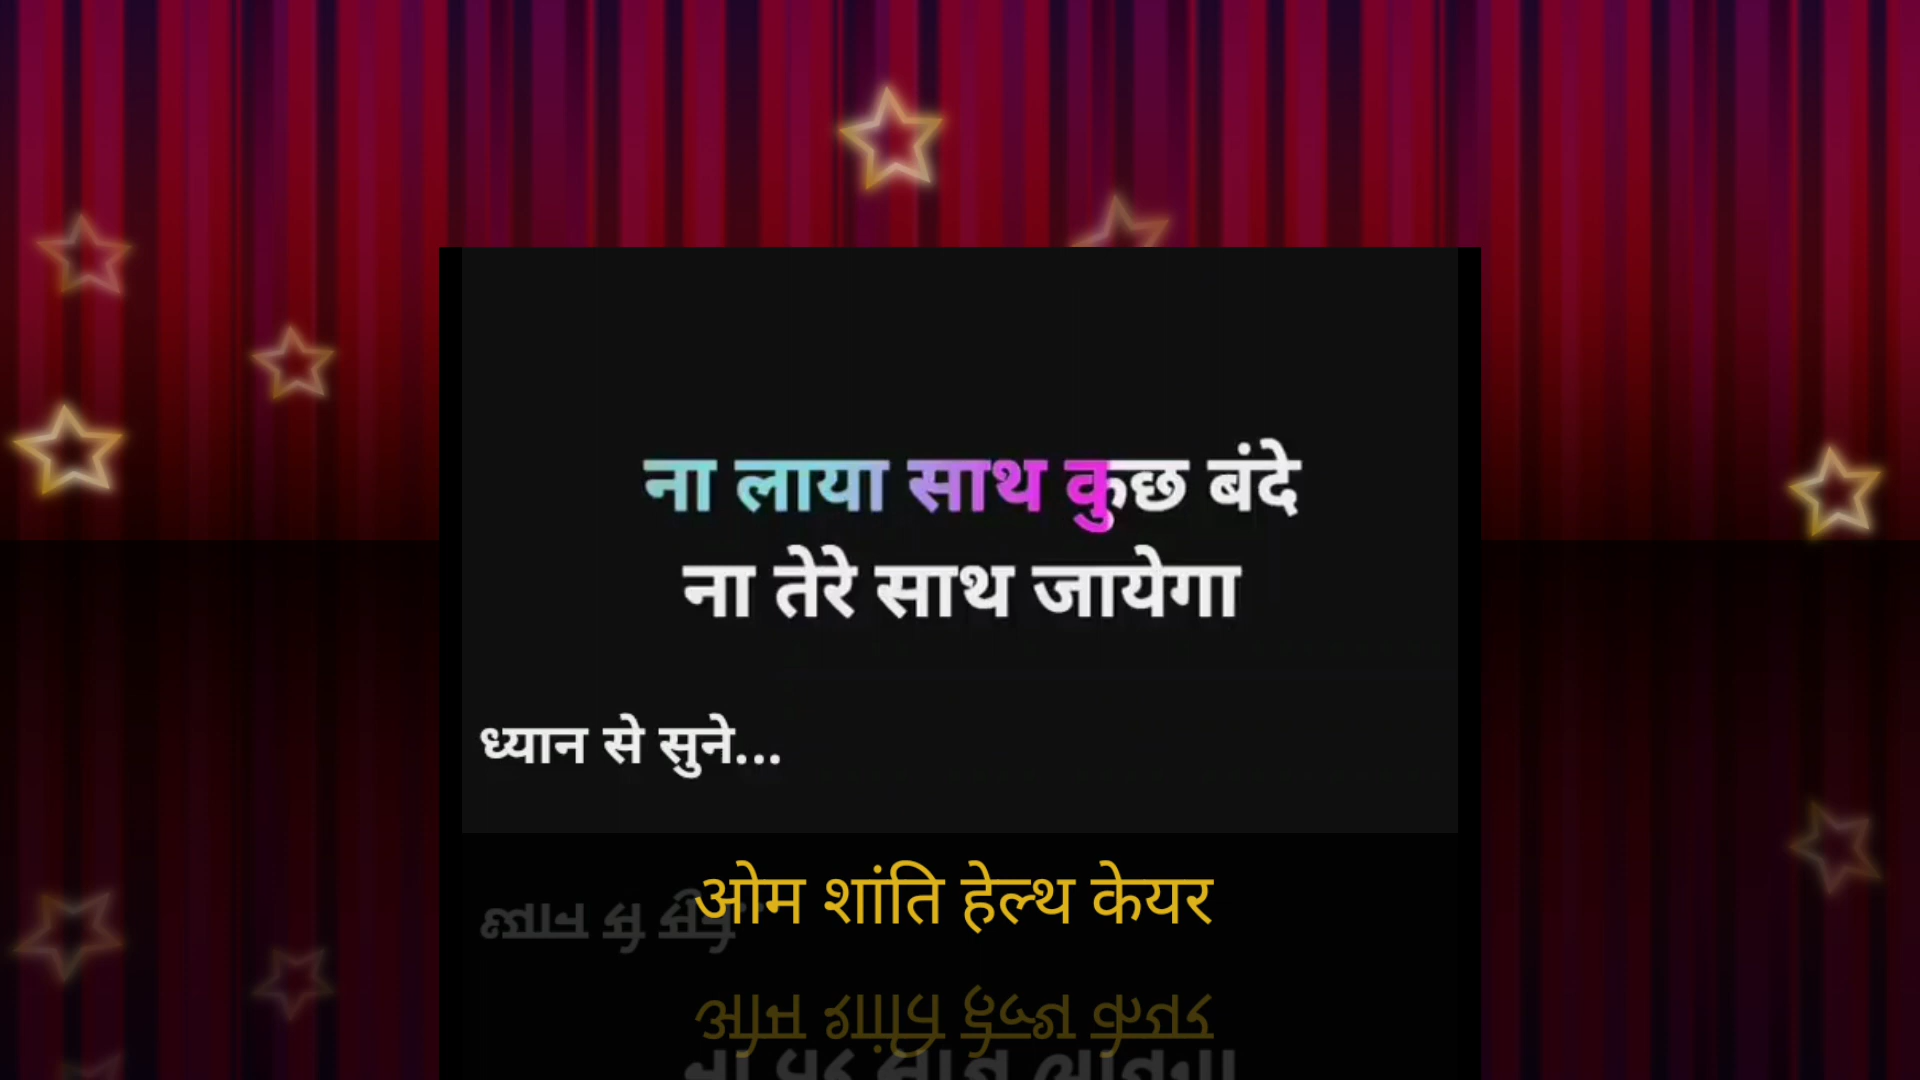 ना लाया साथ कुछ बंदे
ना तेरे साथ जायेगा
ध्यान से सुने...
ओम शांति हेल्थ केयर